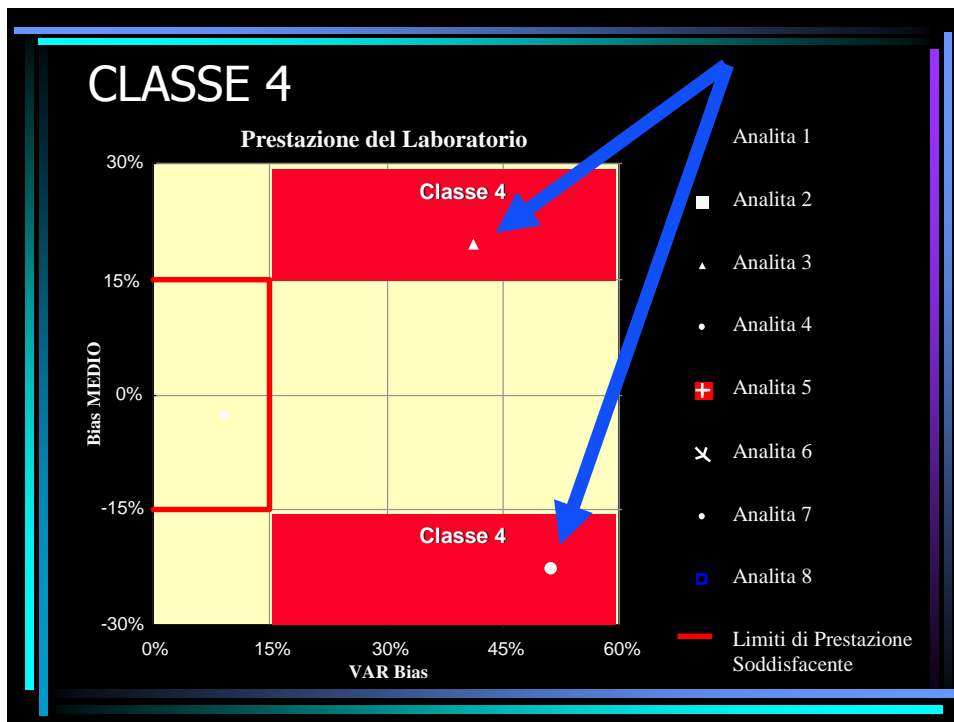 CLASSE 4
Prestazione del Laboratorio
30%
15%
0%
-15%
-30%
Bias MEDIO
Classe 4
Classe 4
0%
15%
30%
45%
60%
VAR Bias
Analita 1
Analita 2
Analita 3
Analita 4
Analita 5
Analita 6
Analita 7
Analita 8
Limiti di Prestazione
Soddisfacente